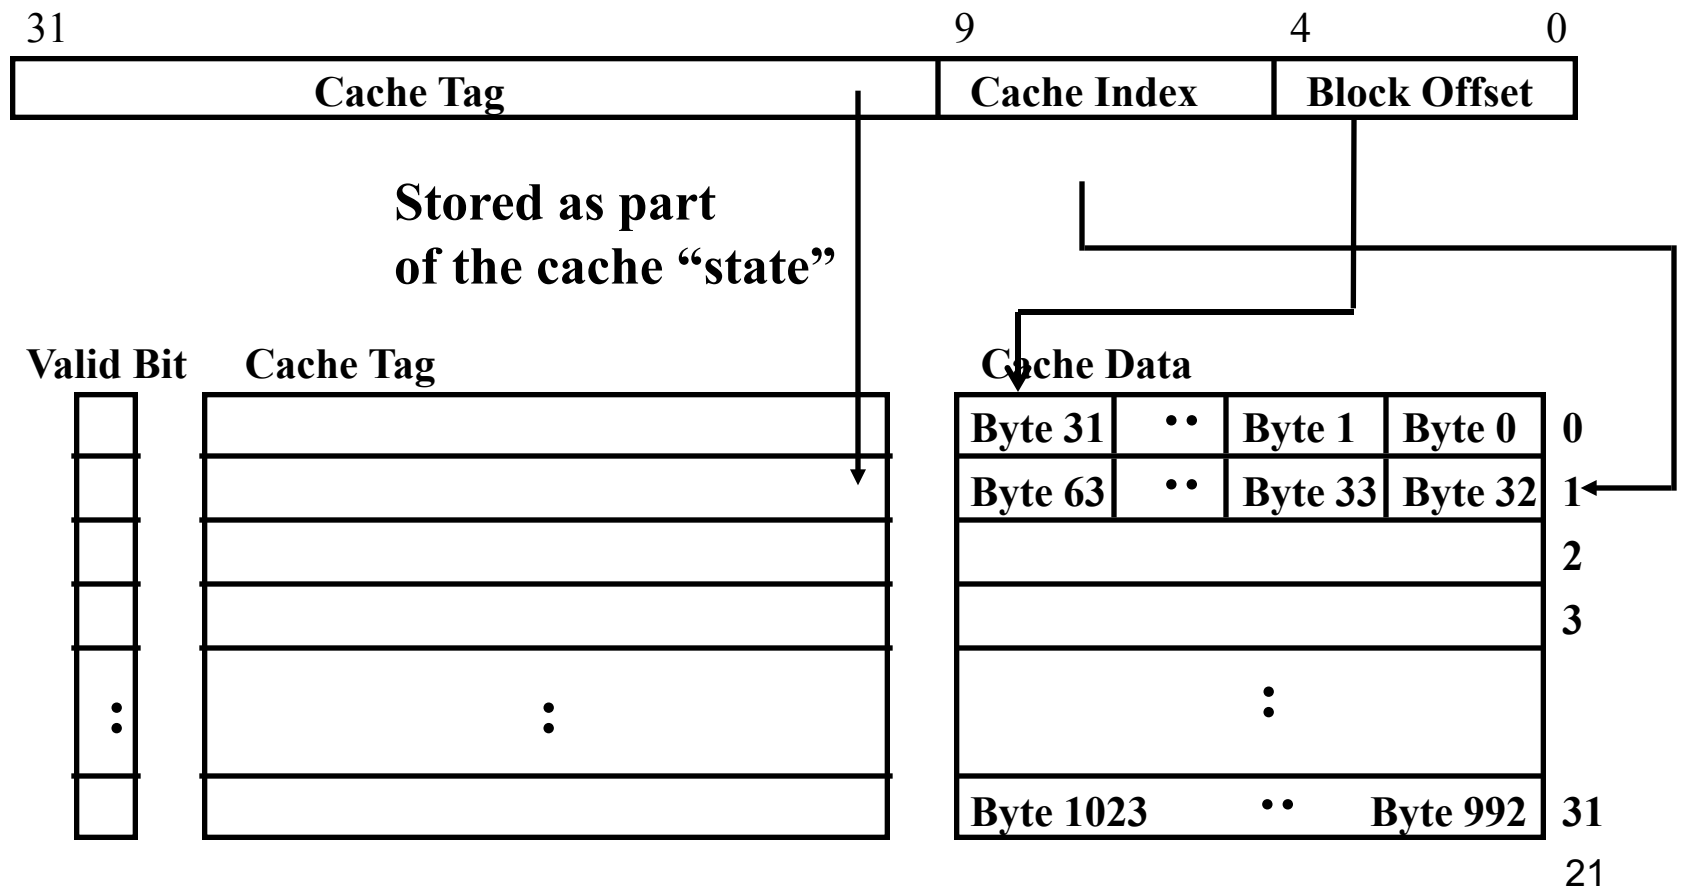 31 9 4 0
Cache Tag Cache Index Block Offset
Stored as part
of the cache “state”
Valid Bit Cache Tag Cache Data
Byte 31 ·· Byte 1 Byte 0 0
Byte 63 ·· Byte 33 Byte 32 1
2
3
: : :
Byte 1023 ·· Byte 992 31
21